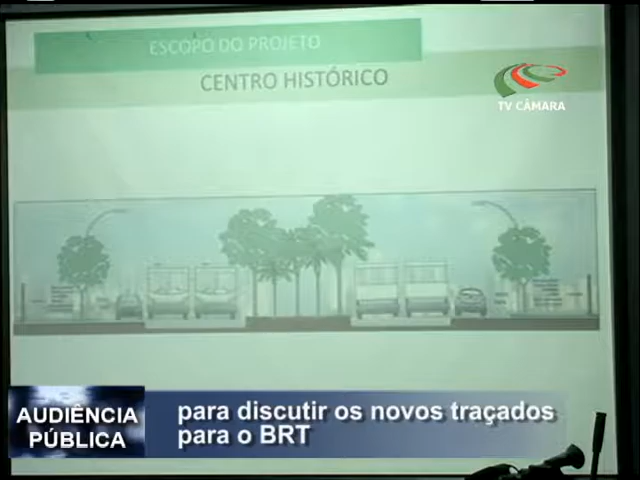 ESCOPO DO PROJETO
CENTRO HISTÓRICO
TV CÂMARA
AUDIÊNCIA
PÚBLICA
para discutir os novos traçados
para o BRT